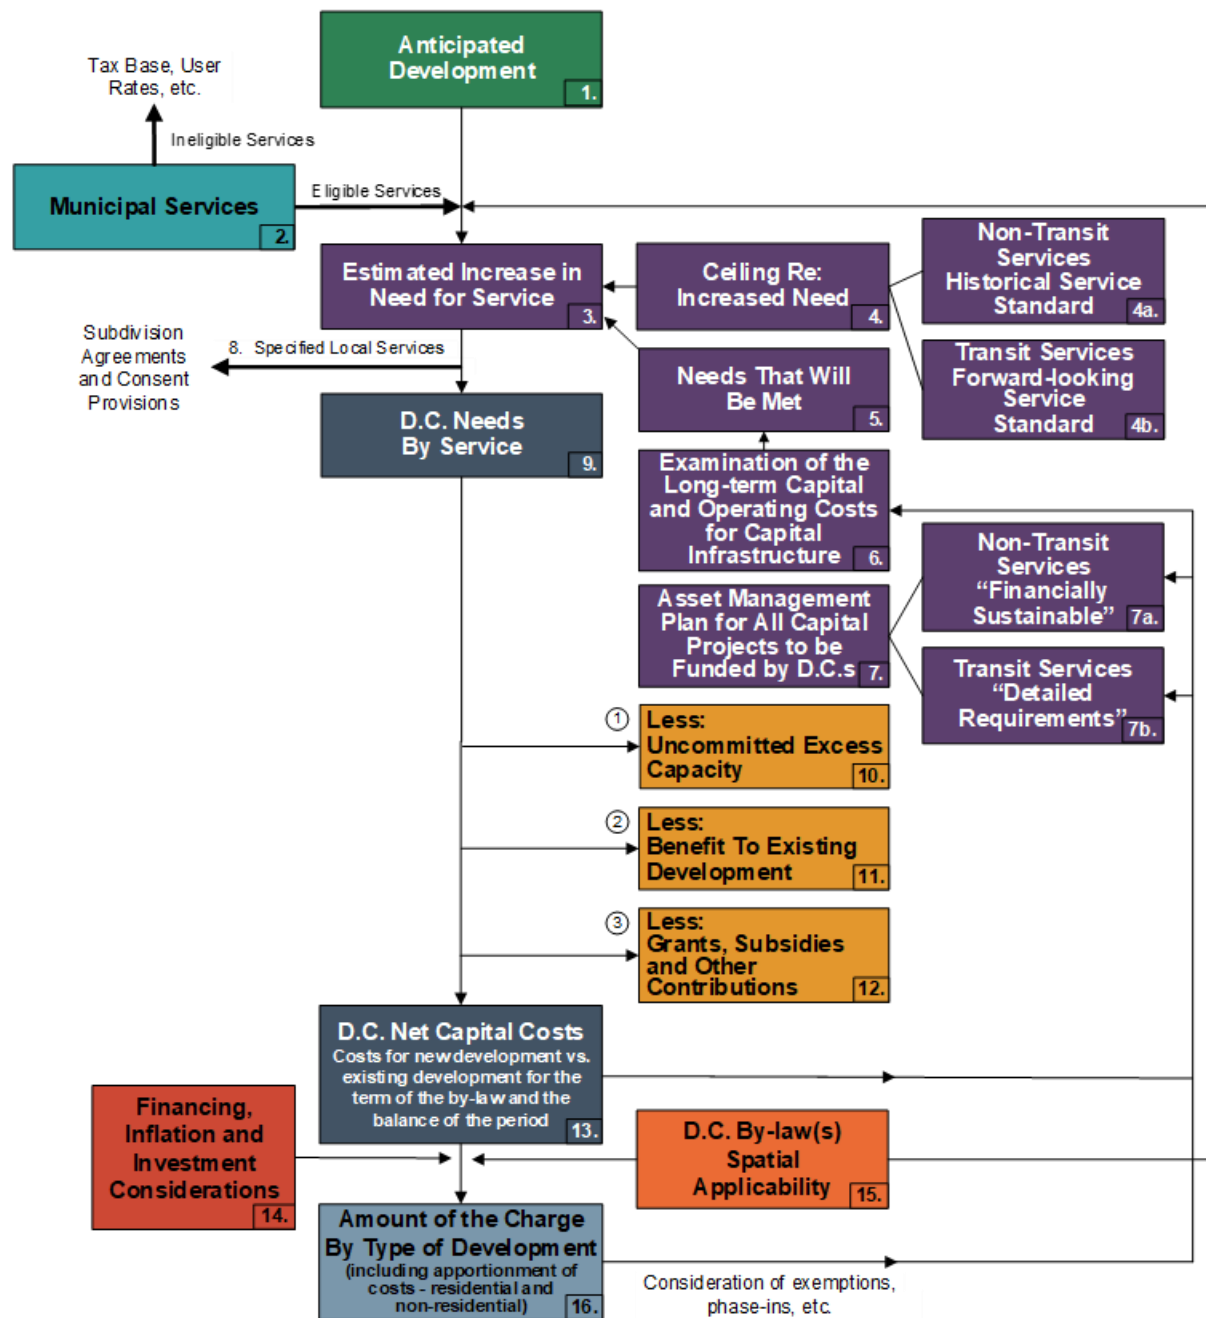 Anticipated
Development
1.
Tax Base, User
Rates, etc.
Ineligible Services
Municipal Services
2.
Eligible Services
Estimated Increase in
Need for Service
3.
Ceiling Re:
Increased Need
4.
Non-Transit
Services
Historical Service
Standard
4a.
Transit Services
Forward-looking
Service
Standard
4b.
8. Specified Local Services
Subdivision
Agreements
and Consent
Provisions
Needs That Will
Be Met
5.
D.C. Needs
By Service
9.
Examination of the
Long-term Capital
and Operating Costs
for Capital
Infrastructure
6.
Non-Transit
Services
“Financially
Sustainable”
7a.
Asset Management
Plan for All Capital
Projects to be
Funded by D.C.s
7.
Transit Services
“Detailed
Requirements”
7b.
1
Less:
Uncommitted Excess
Capacity
10.
2
Less:
Benefit To Existing
Development
11.
3
Less:
Grants, Subsidies
and Other
Contributions
12.
D.C. Net Capital Costs
Costs for new development vs.
existing development for the
term of the by-law and the
balance of the period
13.
Financing,
Inflation and
Investment
Considerations
14.
D.C. By-law(s)
Spatial
Applicability
15.
Amount of the Charge
By Type of Development
(including apportionment of
costs - residential and
non-residential)
16.
Consideration of exemptions,
phase-ins, etc.